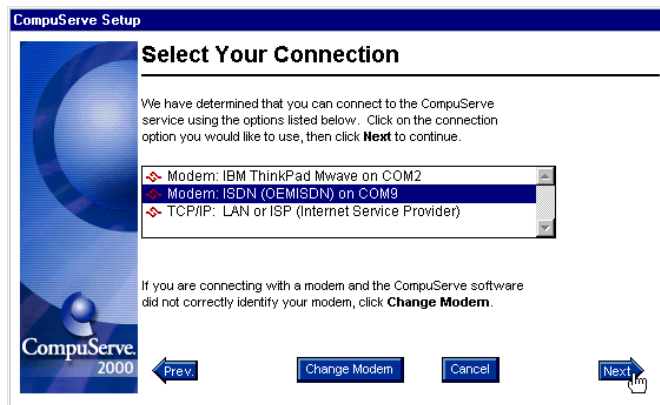 CompuServe Setup
Select Your Connection
We have determined that you can connect to the CompuServe
service using the options listed below. Click on the connection
option you would like to use, then click Next to continue.
Modem: IBM ThinkPad Mwave on COM2
Modem: ISDN (OEMISDN) on COM9
TCP/IP: LAN or ISP (Internet Service Provider)
If you are connecting with a modem and the CompuServe software
did not correctly identify your modem, click Change Modem.
CompuServe.
2000
Prev.
Change Modem
Cancel
Next